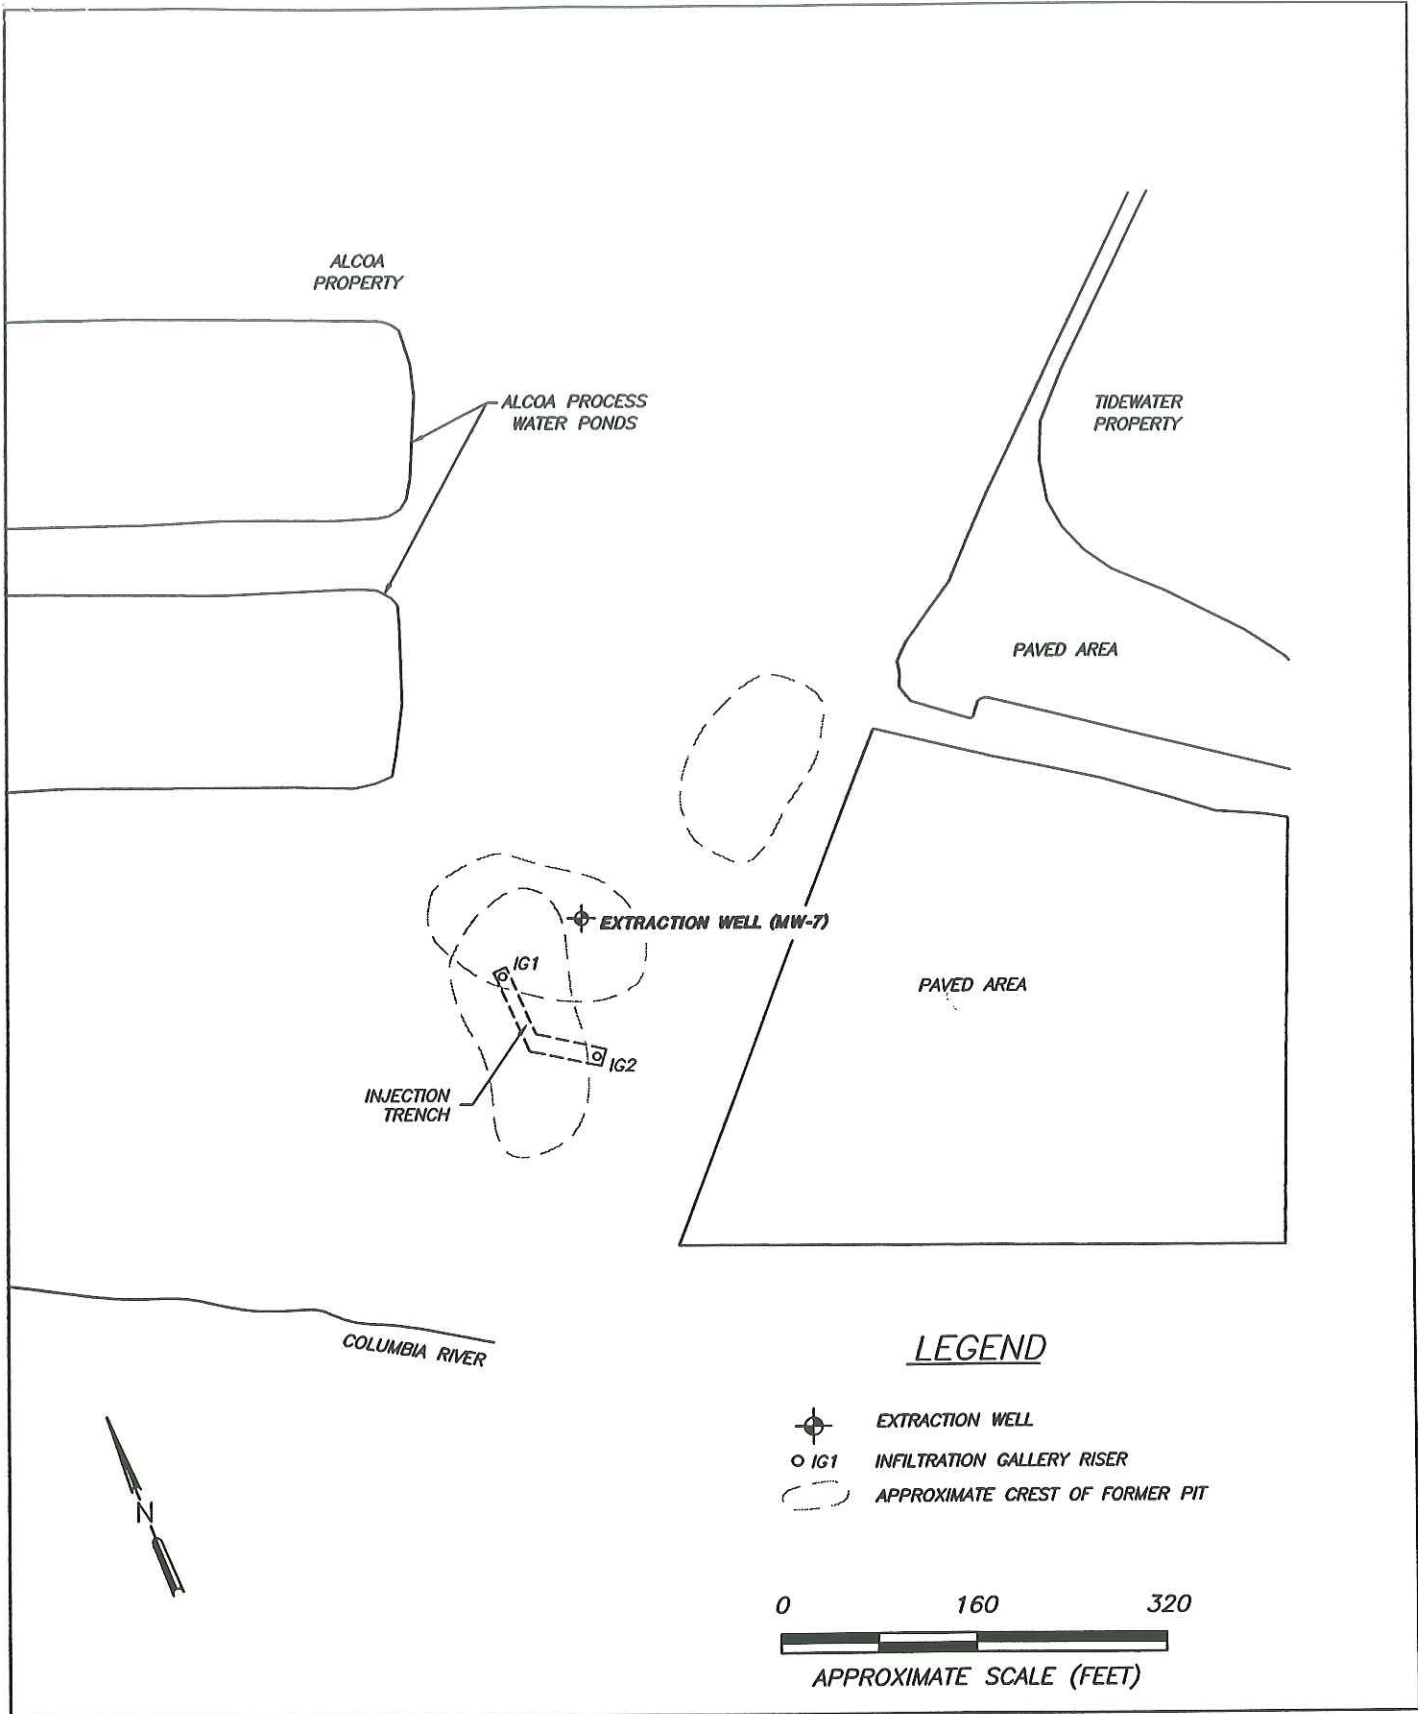 ALCOA
PROPERTY
ALCOA PROCESS
WATER PONDS
TIDEWATER
PROPERTY
PAVED AREA
EXTRACTION WELL (MW-7)
IG1
PAVED AREA
IG2
INJECTION
TRENCH
COLUMBIA RIVER
LEGEND
EXTRACTION WELL
IG1 INFILTRATION GALLERY RISER
APPROXIMATE CREST OF FORMER PIT
N
0 160 320
APPROXIMATE SCALE (FEET)